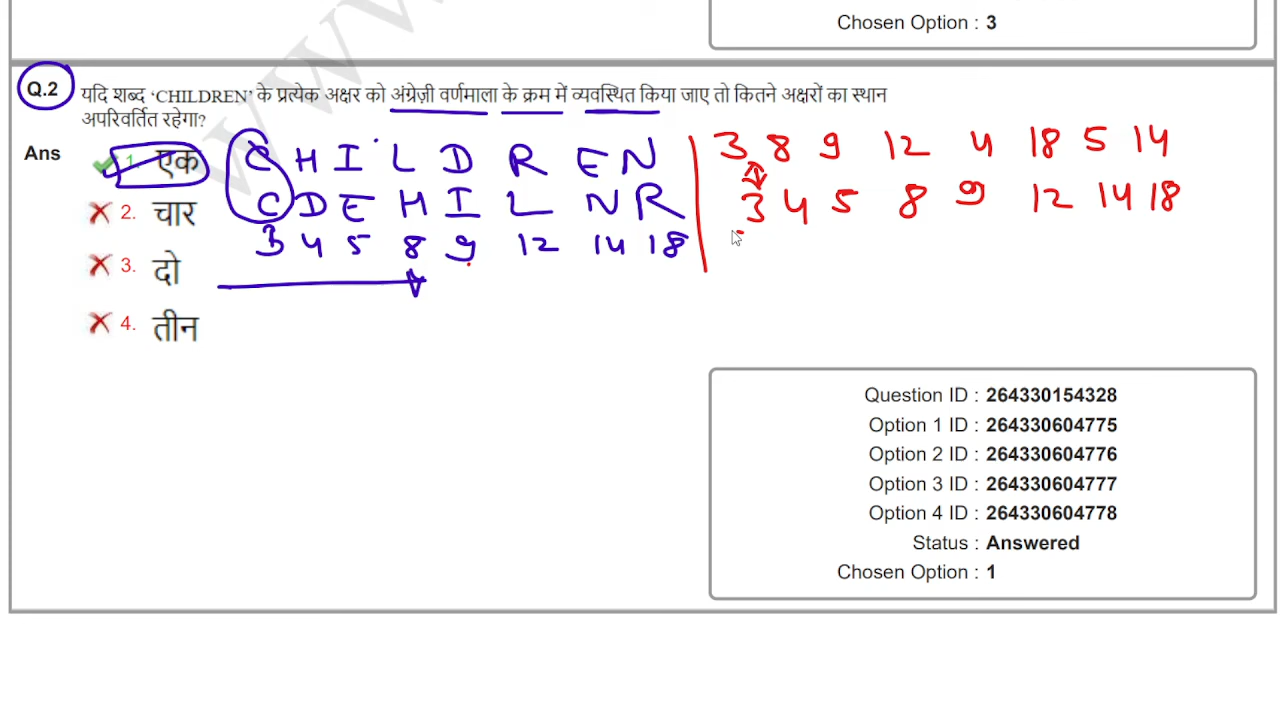 Chosen Option : 3
Q.2 यदि शब्द ‘CHILDREN’ के प्रत्येक अक्षर को अंग्रेज़ी वर्णमाला के क्रम में व्यवस्थित किया जाए तो कितने अक्षरों का स्थान
अपरिवर्तित रहेगा?
Ans 1. एक
2. चार
3. दो
4. तीन
C H I L D R E N
C D E H I L N R
3 4 5 8 9 12 14 18
3 8 9 12 4 18 5 14
3 4 5 8 9 12 14 18
Question ID : 264330154328
Option 1 ID : 264330604775
Option 2 ID : 264330604776
Option 3 ID : 264330604777
Option 4 ID : 264330604778
Status : Answered
Chosen Option : 1